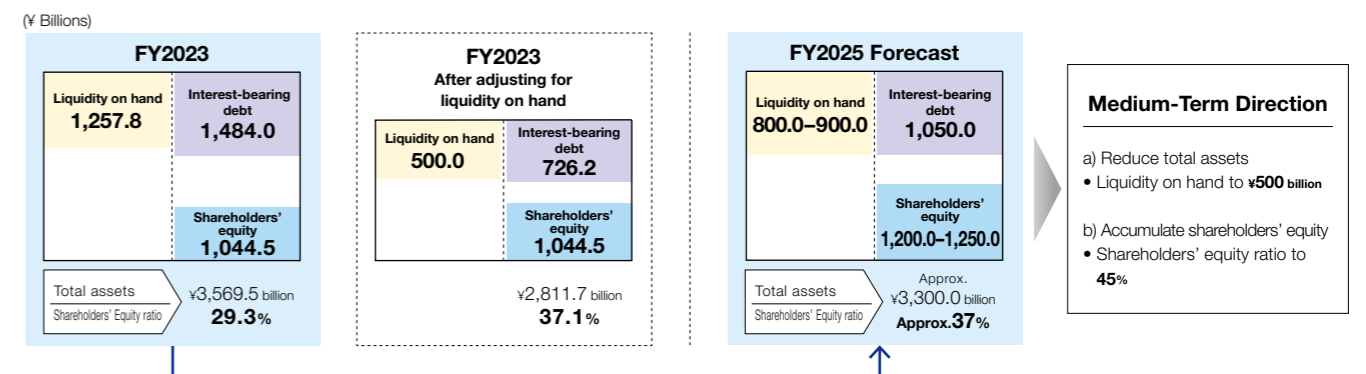 (¥ Billions)
FY2023
Liquidity on hand
1,257.8
Interest-bearing
debt
1,484.0
Shareholders'
equity
1,044.5
Total assets
Shareholders' Equity ratio
¥3,569.5 billion
29.3%
FY2023
After adjusting for
liquidity on hand
Liquidity on hand
500.0
Interest-bearing
debt
726.2
Shareholders'
equity
1,044.5
¥2,811.7 billion
37.1%
FY2025 Forecast
Liquidity on hand
800.0–900.0
Interest-bearing
debt
1,050.0
Shareholders'
equity
1,200.0–1,250.0
Total assets
Shareholders' Equity ratio
Approx.
¥3,300.0 billion
Approx.37%
Medium-Term Direction
a) Reduce total assets
• Liquidity on hand to ¥500 billion
b) Accumulate shareholders' equity
• Shareholders' equity ratio to
45%